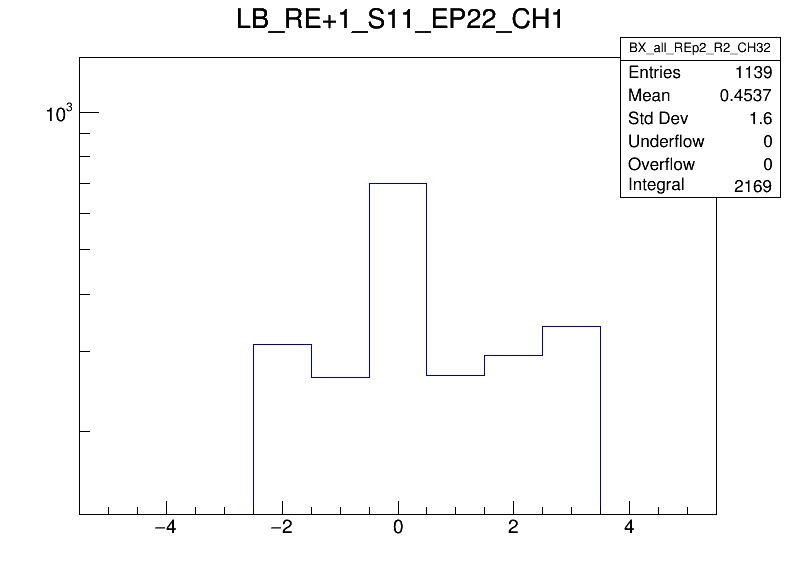 LB_RE+1_S11_EP22_CH1
BX_all_REp2_R2_CH32
Entries 1139
Mean 0.4537
Std Dev 1.6
Underflow 0
Overflow 0
Integral 2169
10³
−4 −2 0 2 4